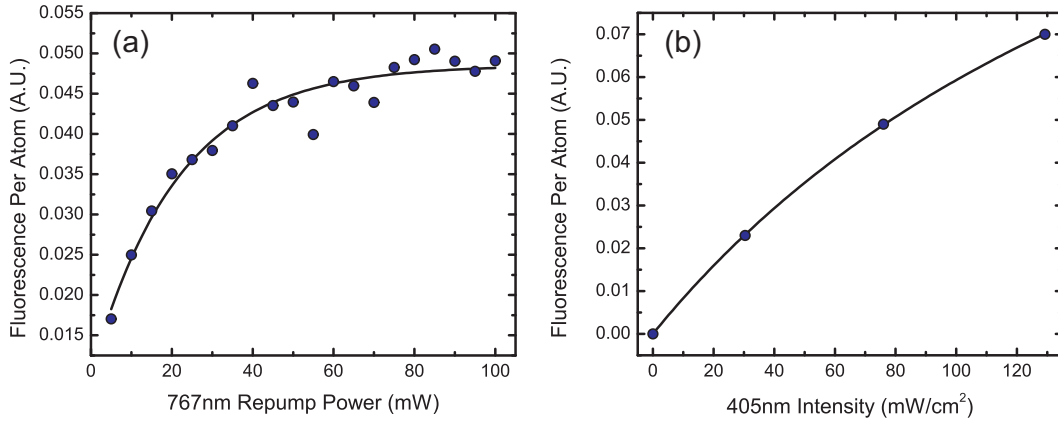 (a)
Fluorescence Per Atom (A.U.)
0.050
0.045
0.040
0.035
0.030
0.025
0.020
0.015
0 20 40 60 80 100
767nm Repump Power (mW)
(b)
Fluorescence Per Atom (A.U.)
0.07
0.06
0.05
0.04
0.03
0.02
0.01
0.00
0 20 40 60 80 100 120
405nm Intensity (mW/cm²)